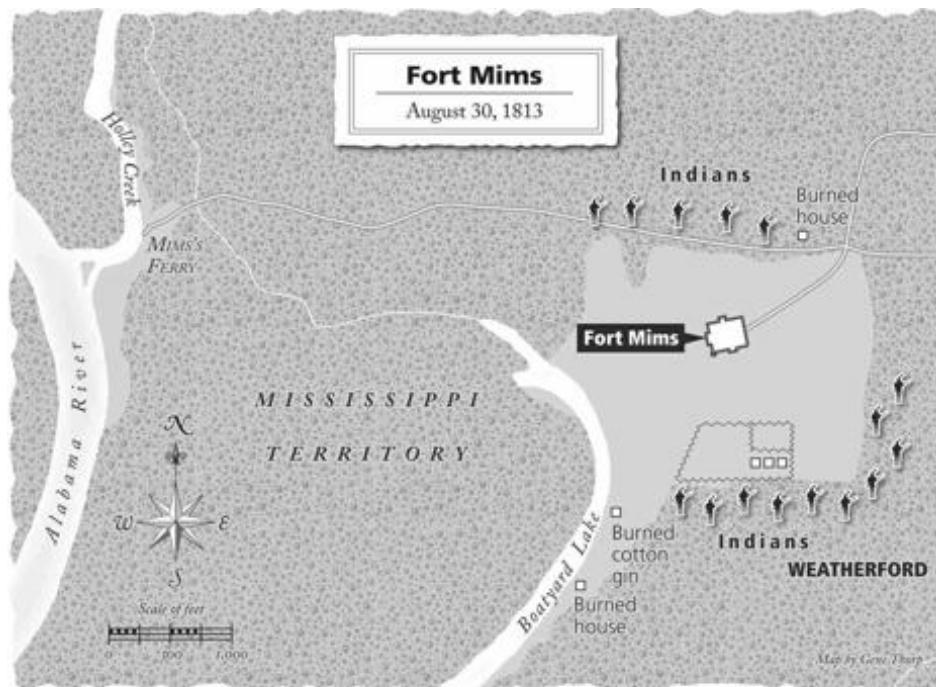 Fort Mims
August 30, 1813
Holley Creek
Indians
Burned
house
MIMS'S
FERRY
Fort Mims
Alabama River
MISSISSIPPI
TERRITORY
N
W
E
S
Boatyard Lake
Burned
cotton
gin
Burned
house
Indians
WEATHERFORD
Scale of feet
0 500 1,000
Map by Gene Thorp